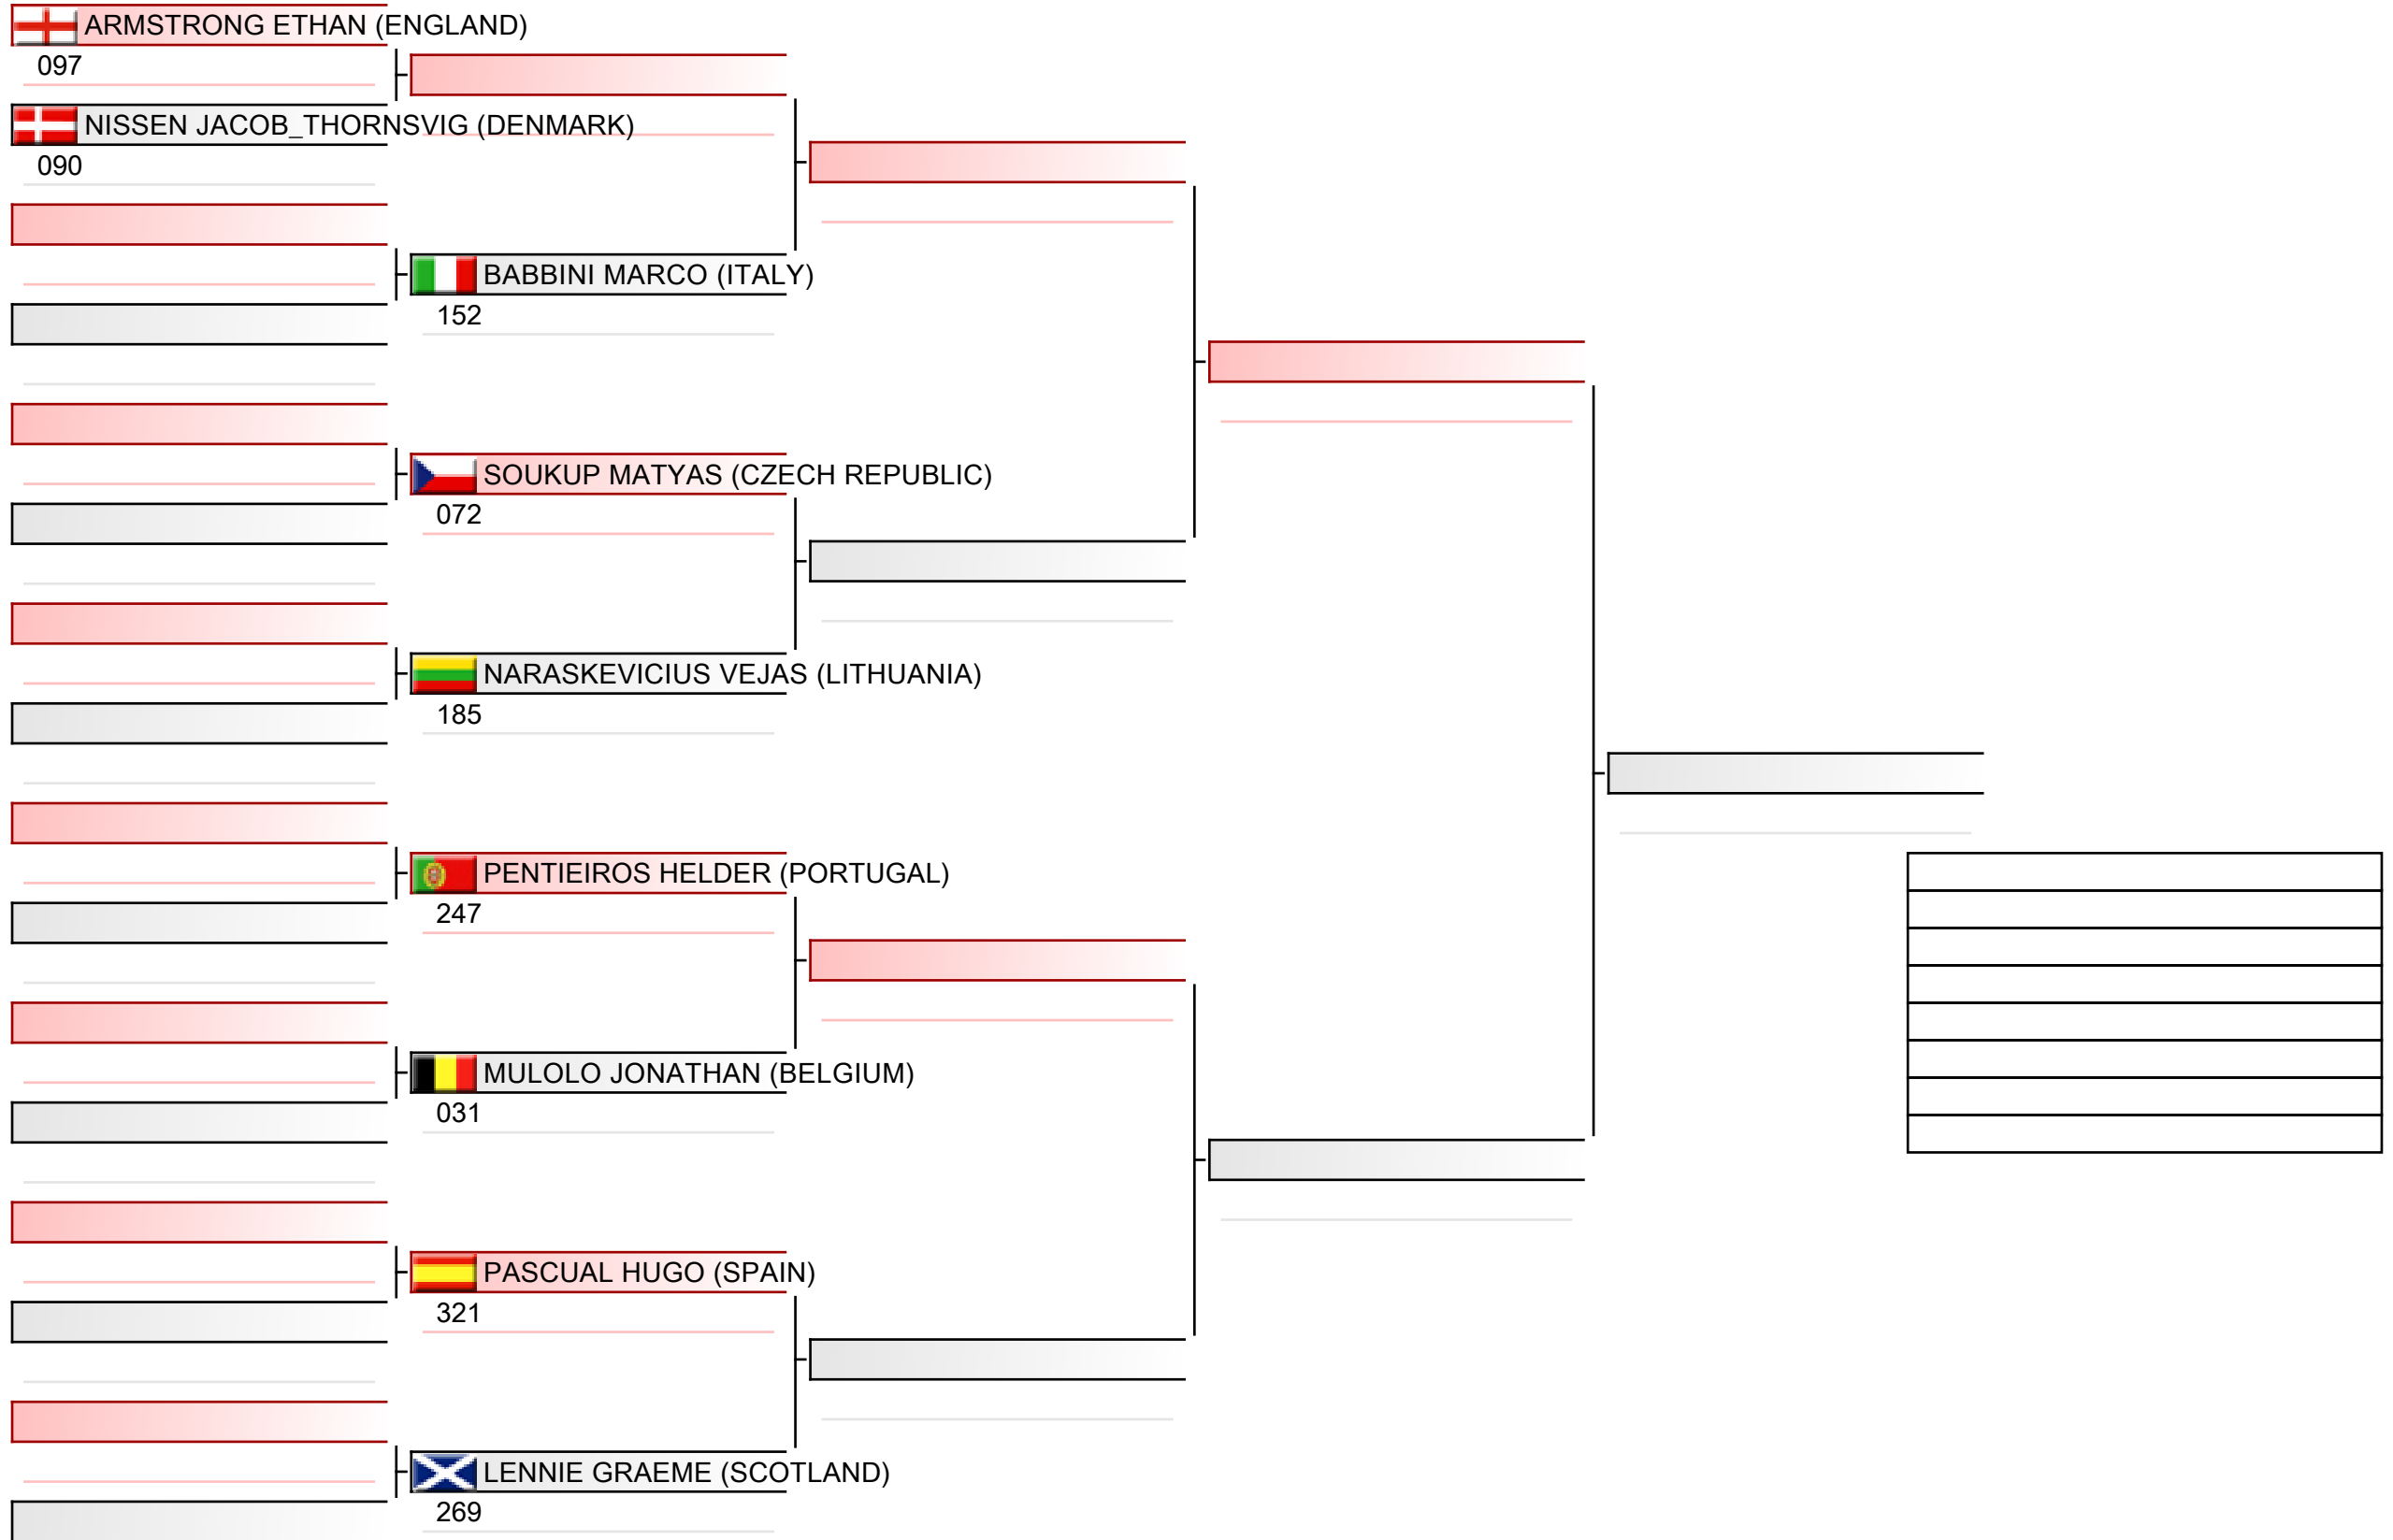 ARMSTRONG ETHAN (ENGLAND)
097
NISSEN JACOB_THORNSVIG (DENMARK)
090
BABBINI MARCO (ITALY)
152
SOUKUP MATYAS (CZECH REPUBLIC)
072
NARASKEVICIUS VEJAS (LITHUANIA)
185
PENTIEIROS HELDER (PORTUGAL)
247
MULOLO JONATHAN (BELGIUM)
031
PASCUAL HUGO (SPAIN)
321
LENNIE GRAEME (SCOTLAND)
269